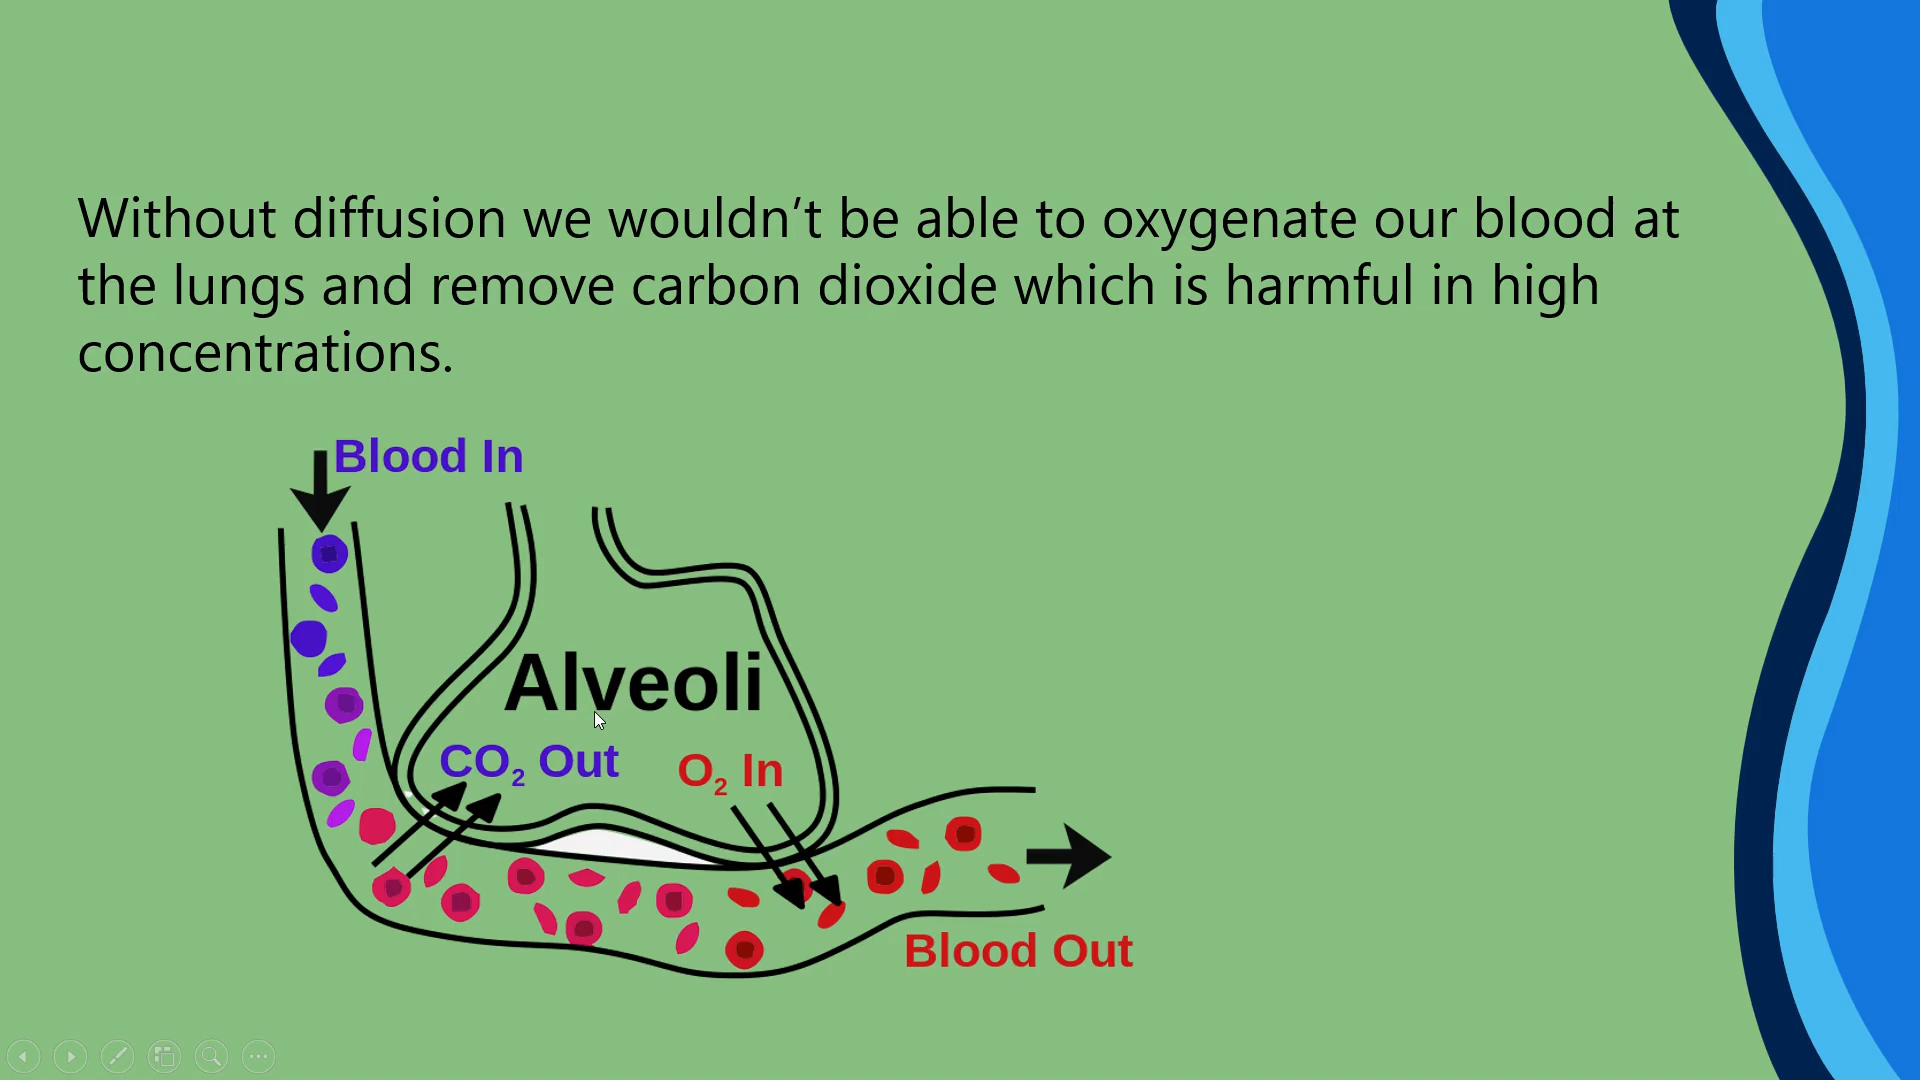 Without diffusion we wouldn’t be able to oxygenate our blood at
the lungs and remove carbon dioxide which is harmful in high
concentrations.
Blood In
Alveoli
CO₂ Out
O₂ In
Blood Out